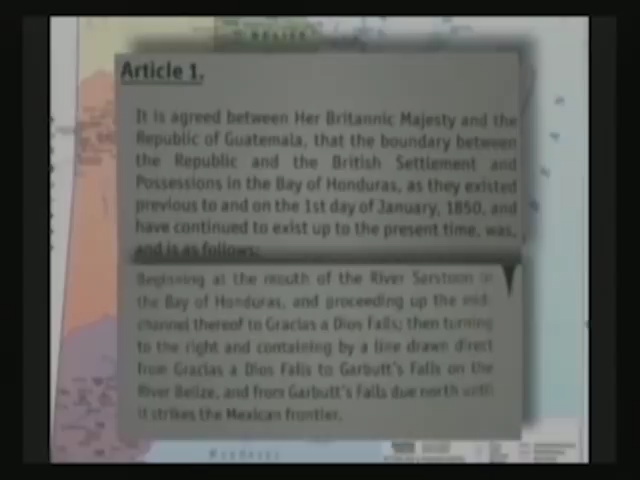 BELIZE
Article 1.
It is agreed between Her Britannic Majesty and the
Republic of Guatemala, that the boundary between
the Republic and the British Settlement and
Possessions in the Bay of Honduras, as they existed
previous to and on the 1st day of January, 1850, and
have continued to exist up to the present time, was,
and is as follows:
Beginning at the mouth of the River Sarstoon in
the Bay of Honduras, and proceeding up the mid
channel thereof to Gracias a Dios Falls; then turning
to the right and containing by a line drawn direct
from Gracias a Dios Falls to Garbutt's Falls on the
River Belize, and from Garbutt's Falls due north until
it strikes the Mexican frontier.